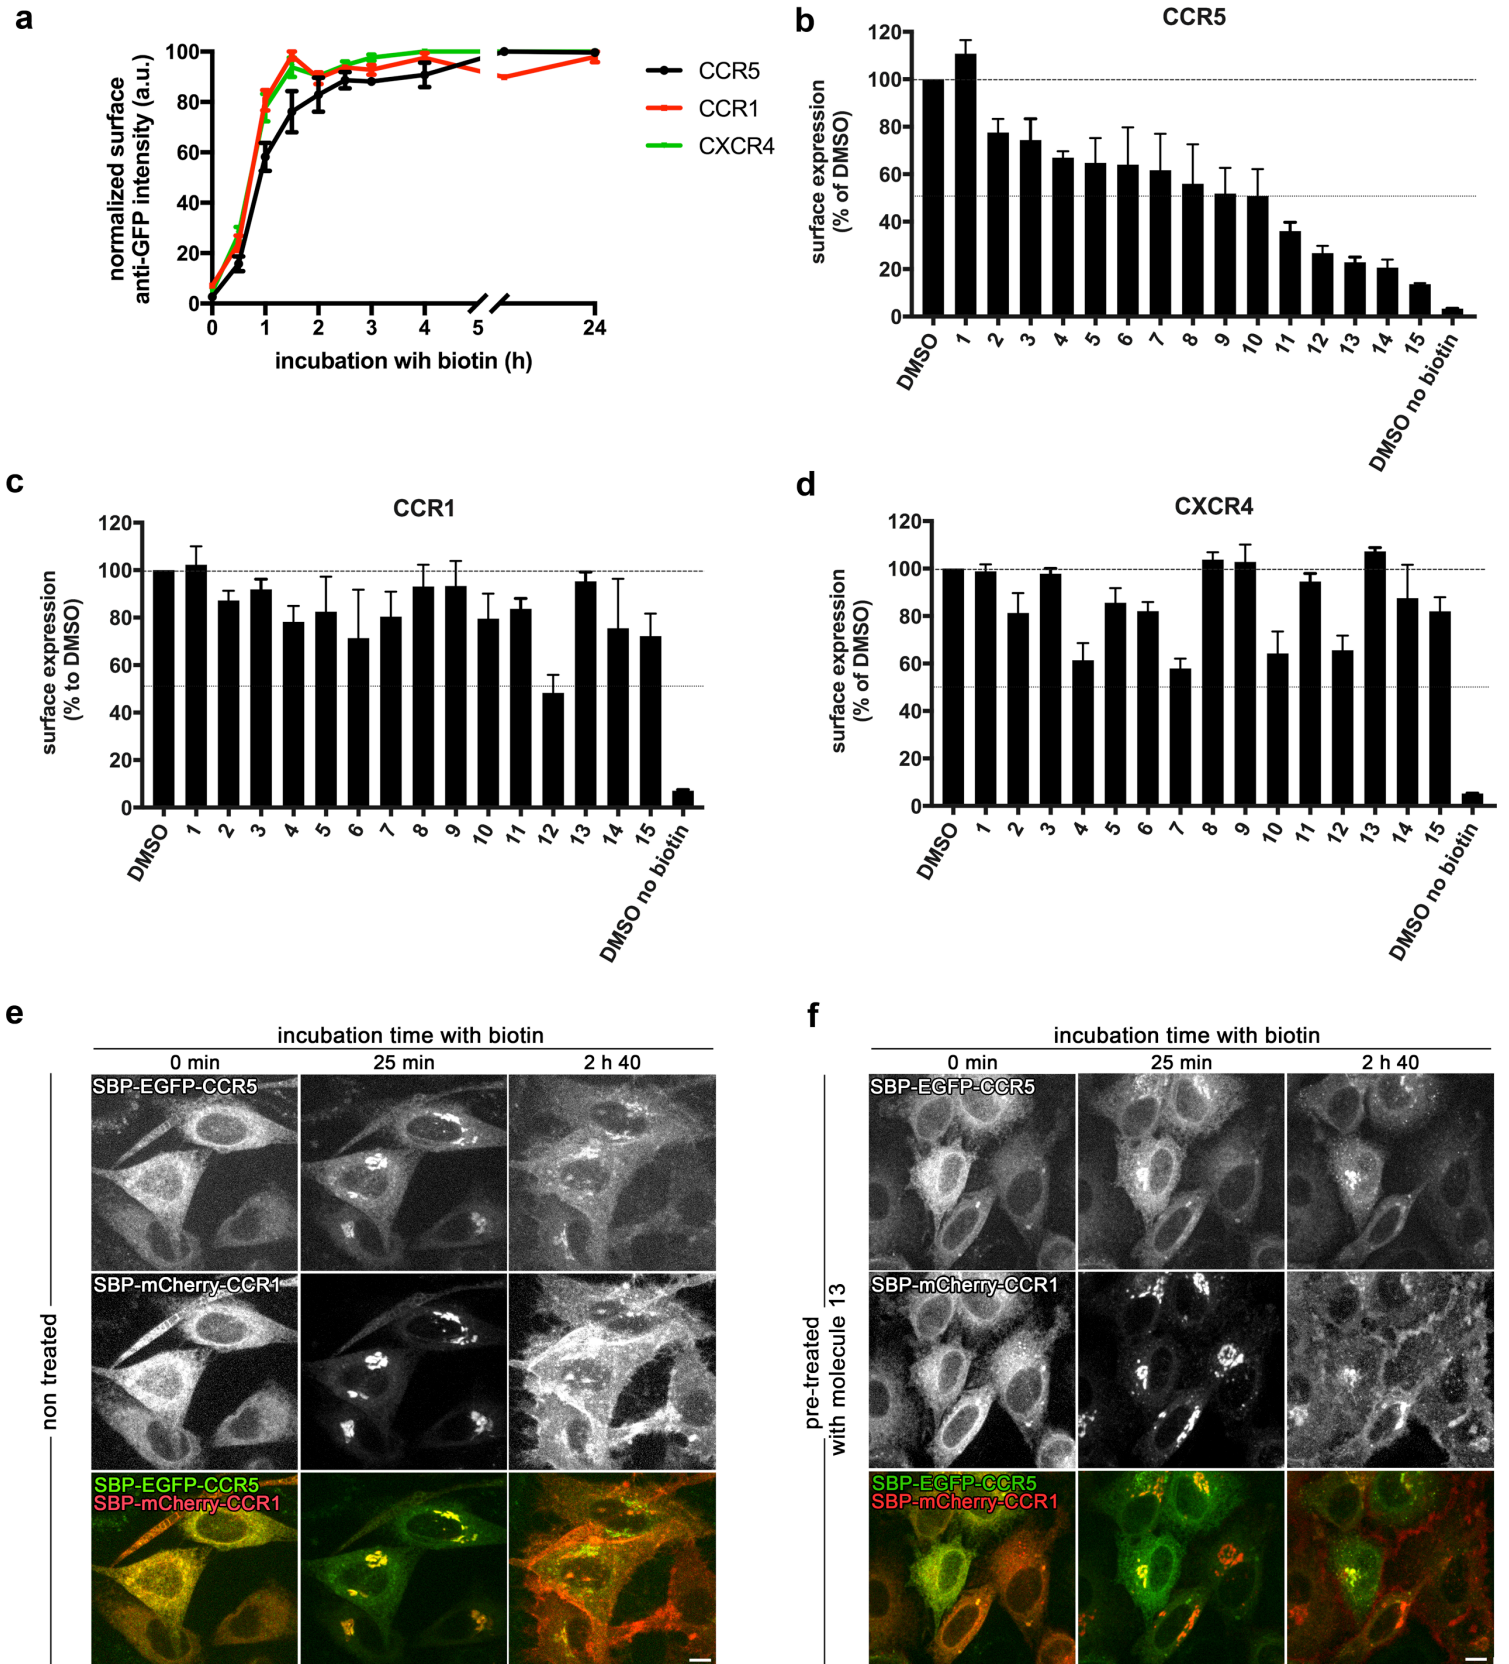 a
normalized surface
anti-GFP intensity (a.u.)
100
80
60
40
20
0
0 1 2 3 4 5 24
incubation wih biotin (h)
CCR5
CCR1
CXCR4
b
CCR5
surface expression
(% of DMSO)
120
100
80
60
40
20
0
DMSO 1 2 3 4 5 6 7 8 9 10 11 12 13 14 15 DMSO no biotin
c
CCR1
surface expression
(% to DMSO)
120
100
80
60
40
20
0
DMSO 1 2 3 4 5 6 7 8 9 10 11 12 13 14 15 DMSO no biotin
d
CXCR4
surface expression
(% of DMSO)
120
100
80
60
40
20
0
DMSO 1 2 3 4 5 6 7 8 9 10 11 12 13 14 15 DMSO no biotin
e
incubation time with biotin
0 min 25 min 2 h 40
non treated
SBP-EGFP-CCR5
SBP-mCherry-CCR1
SBP-EGFP-CCR5
SBP-mCherry-CCR1
f
incubation time with biotin
0 min 25 min 2 h 40
pre-treated
with molecule 13
SBP-EGFP-CCR5
SBP-mCherry-CCR1
SBP-EGFP-CCR5
SBP-mCherry-CCR1